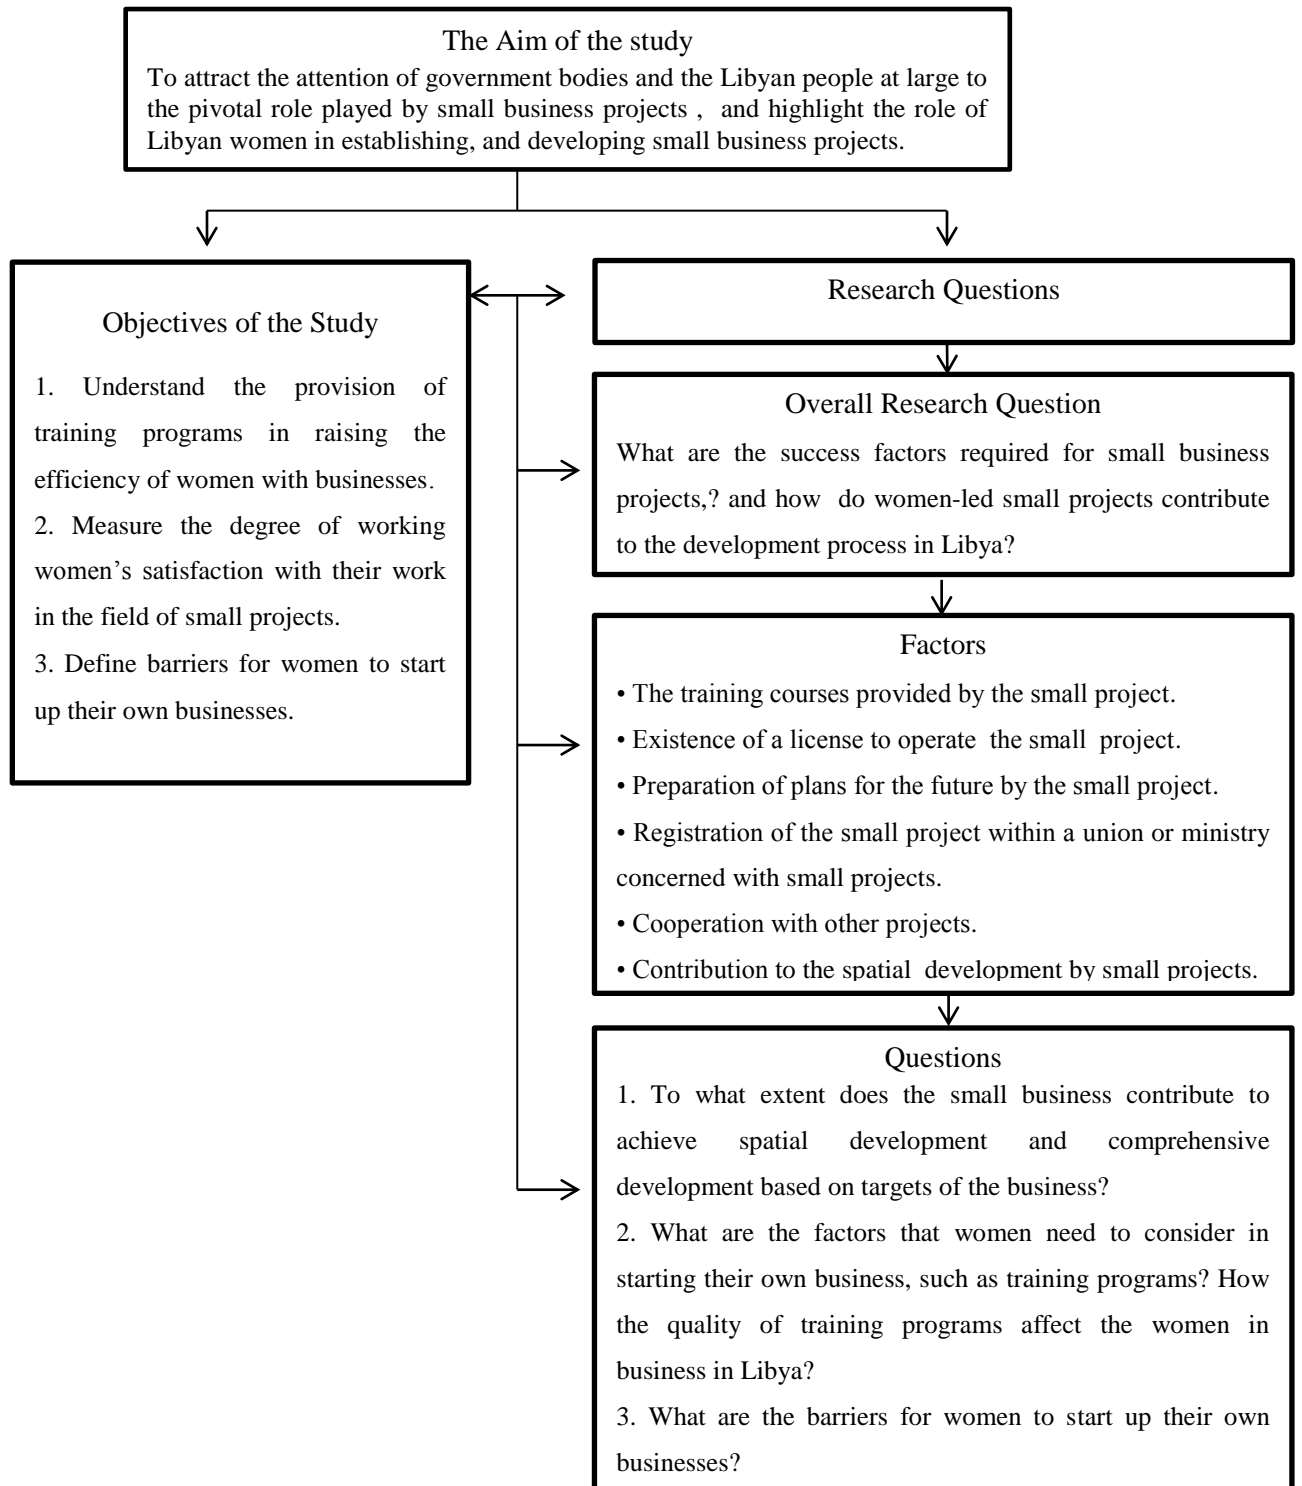 The Aim of the study
To attract the attention of government bodies and the Libyan people at large to
the pivotal role played by small business projects , and highlight the role of
Libyan women in establishing, and developing small business projects.
Objectives of the Study
1. Understand the provision of
training programs in raising the
efficiency of women with businesses.
2. Measure the degree of working
women’s satisfaction with their work
in the field of small projects.
3. Define barriers for women to start
up their own businesses.
Research Questions
Overall Research Question
What are the success factors required for small business
projects,? and how do women-led small projects contribute
to the development process in Libya?
Factors
• The training courses provided by the small project.
• Existence of a license to operate the small project.
• Preparation of plans for the future by the small project.
• Registration of the small project within a union or ministry
concerned with small projects.
• Cooperation with other projects.
• Contribution to the spatial development by small projects.
Questions
1. To what extent does the small business contribute to
achieve spatial development and comprehensive
development based on targets of the business?
2. What are the factors that women need to consider in
starting their own business, such as training programs? How
the quality of training programs affect the women in
business in Libya?
3. What are the barriers for women to start up their own
businesses?